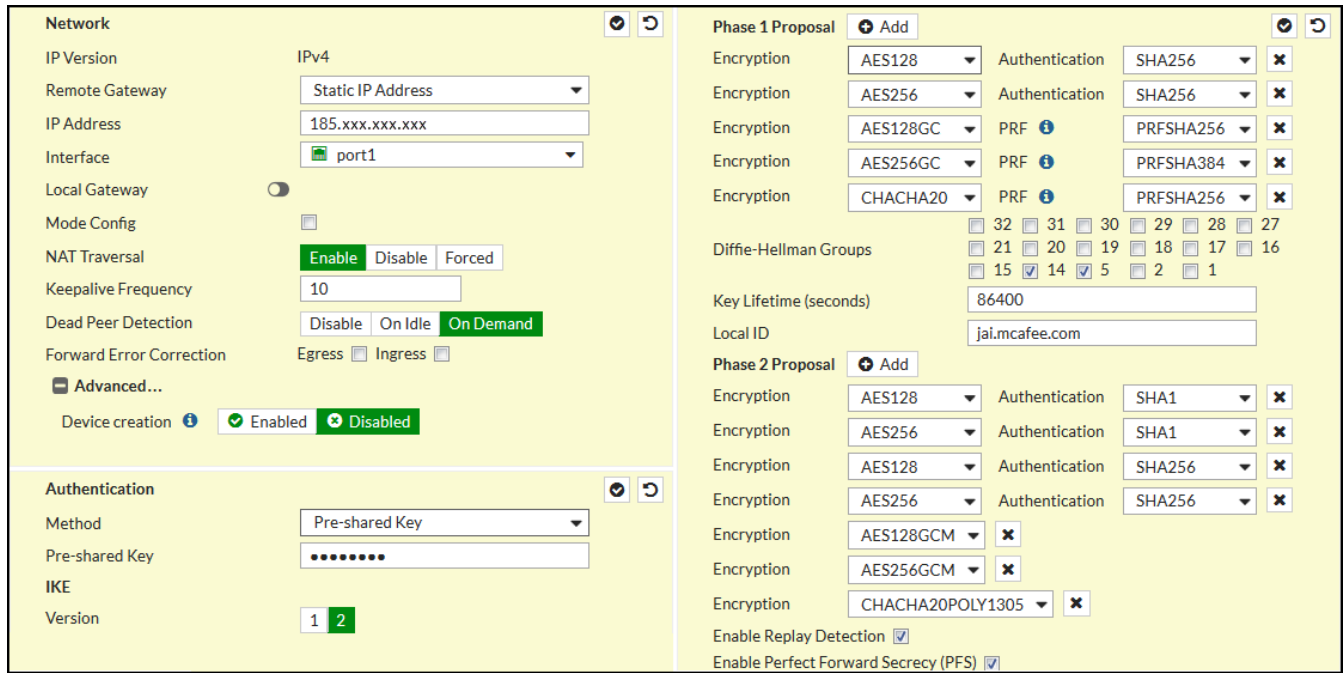 Network
IP Version IPv4
Remote Gateway Static IP Address
IP Address 185.xxx.xxx.xxx
Interface port1
Local Gateway
Mode Config
NAT Traversal Enable Disable Forced
Keepalive Frequency 10
Dead Peer Detection Disable On Idle On Demand
Forward Error Correction Egress Ingress
Advanced...
Device creation Enabled Disabled
Authentication
Method Pre-shared Key
Pre-shared Key ••••••••
IKE
Version 1 2
Phase 1 Proposal Add
Encryption AES128 Authentication SHA256
Encryption AES256 Authentication SHA256
Encryption AES128GC PRF PRFSHA256
Encryption AES256GC PRF PRFSHA384
Encryption CHACHA20 PRF PRFSHA256
32 31 30 29 28 27
Diffie-Hellman Groups 21 20 19 18 17 16
15 14 5 2 1
Key Lifetime (seconds) 86400
Local ID jai.mcafee.com
Phase 2 Proposal Add
Encryption AES128 Authentication SHA1
Encryption AES256 Authentication SHA1
Encryption AES128 Authentication SHA256
Encryption AES256 Authentication SHA256
Encryption AES128GCM
Encryption AES256GCM
Encryption CHACHA20POLY1305
Enable Replay Detection
Enable Perfect Forward Secrecy (PFS)